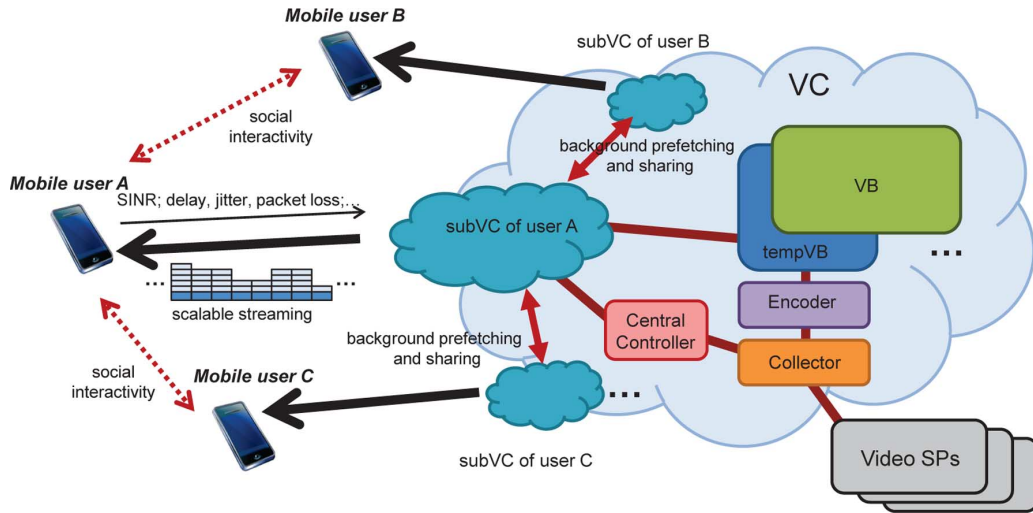 Mobile user B
subVC of user B
VC
social
interactivity
background prefetching
and sharing
VB
Mobile user A
SINR; delay, jitter, packet loss;...
subVC of user A
tempVB
...
... ...
scalable streaming
Encoder
Central
Controller
background prefetching
and sharing
Collector
social
interactivity
Mobile user C
...
subVC of user C
Video SPs